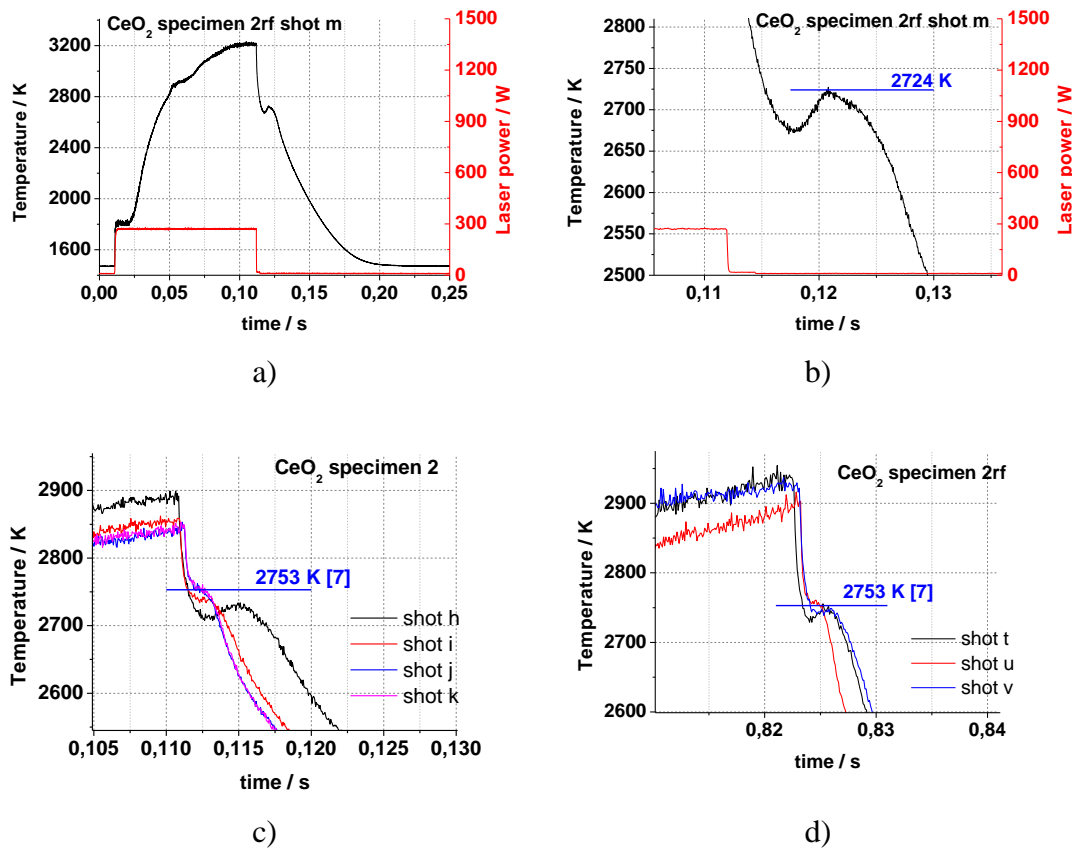 CeO2 specimen 2rf shot m
Temperature / K
3200
2800
2400
2000
1600
1500
1200
900
600
300
0
Laser power / W
0,00
0,05
0,10
0,15
0,20
0,25
time / s
a)
CeO2 specimen 2rf shot m
Temperature / K
2800
2750
2700
2650
2600
2550
2500
2724 K
1500
1200
900
600
300
0
Laser power / W
0,11
0,12
0,13
time / s
b)
CeO2 specimen 2
Temperature / K
2900
2800
2700
2600
2753 K [7]
shot h
shot i
shot j
shot k
0,105
0,110
0,115
0,120
0,125
0,130
time / s
c)
CeO2 specimen 2rf
Temperature / K
2900
2800
2700
2600
2753 K [7]
shot t
shot u
shot v
0,82
0,83
0,84
time / s
d)